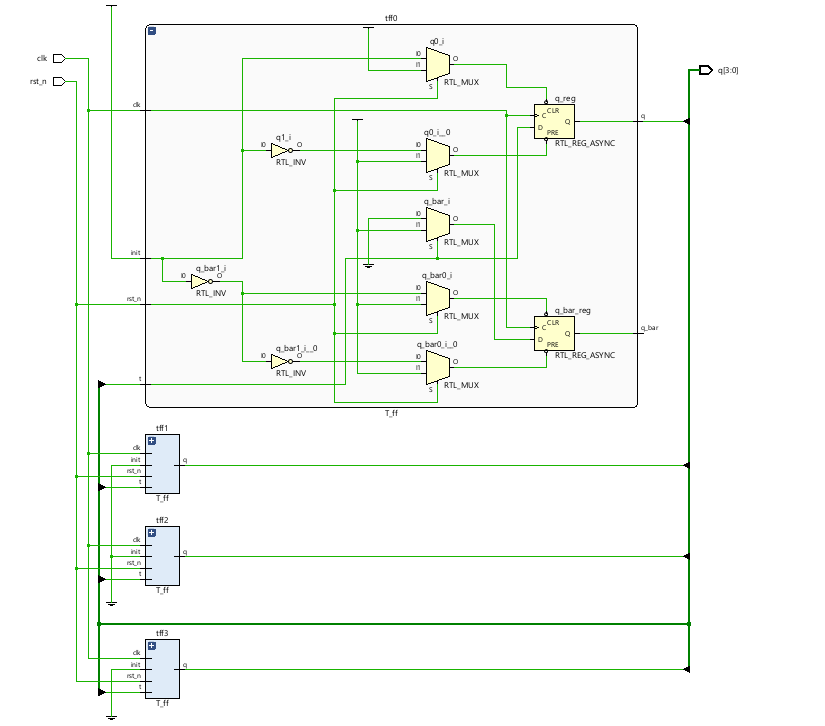 tff0
clk
rst_n
q[3:0]
q0_i
I0
I1
O
S
RTL_MUX
clk
q_reg
CLR
C
Q
D
PRE
RTL_REG_ASYNC
q
q1_i
I0
O
RTL_INV
q0_i__0
I0
I1
O
S
RTL_MUX
q_bar_i
I0
I1
O
S
RTL_MUX
init
q_bar1_i
I0
O
RTL_INV
rst_n
q_bar0_i
I0
I1
O
S
RTL_MUX
q_bar_reg
CLR
C
Q
D
PRE
RTL_REG_ASYNC
q_bar
q_bar1_i__0
I0
O
RTL_INV
q_bar0_i__0
I0
I1
O
S
RTL_MUX
t
T_ff
tff1
clk
init
rst_n
t
q
T_ff
tff2
clk
init
rst_n
t
q
T_ff
tff3
clk
init
rst_n
t
q
T_ff